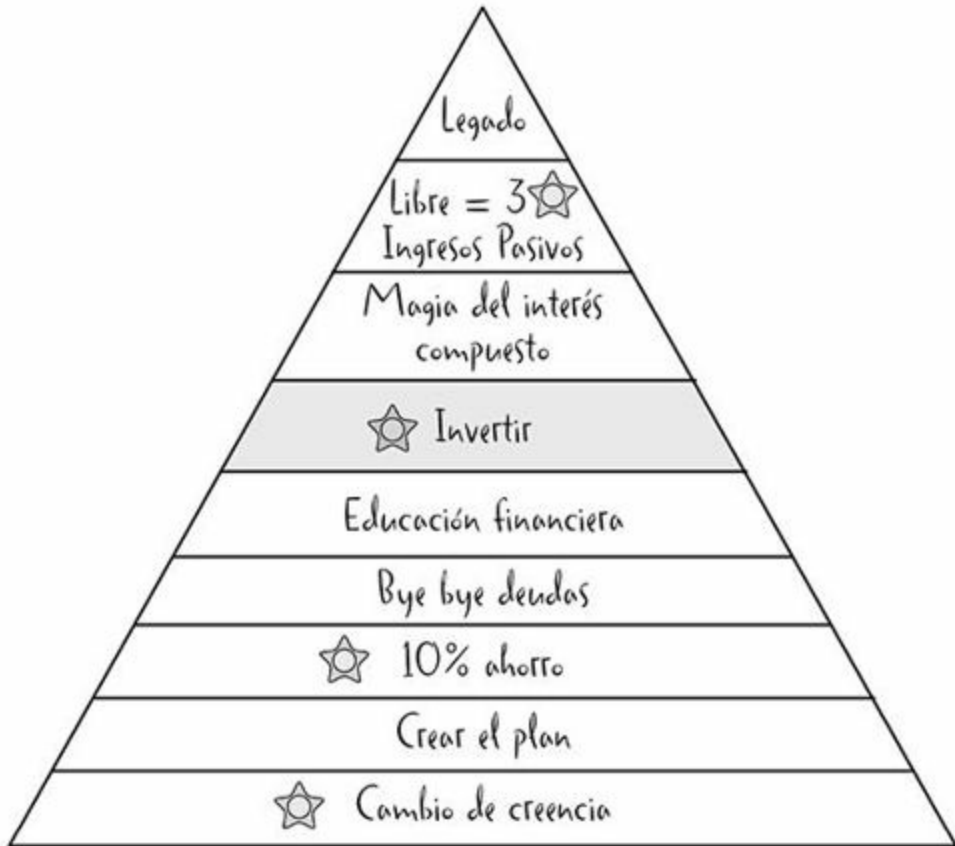 Legado
Libre = 3
Ingresos Pasivos
Magia del interés
compuesto
Invertir
Educación financiera
Bye bye deudas
10% ahorro
Crear el plan
Cambio de creencia